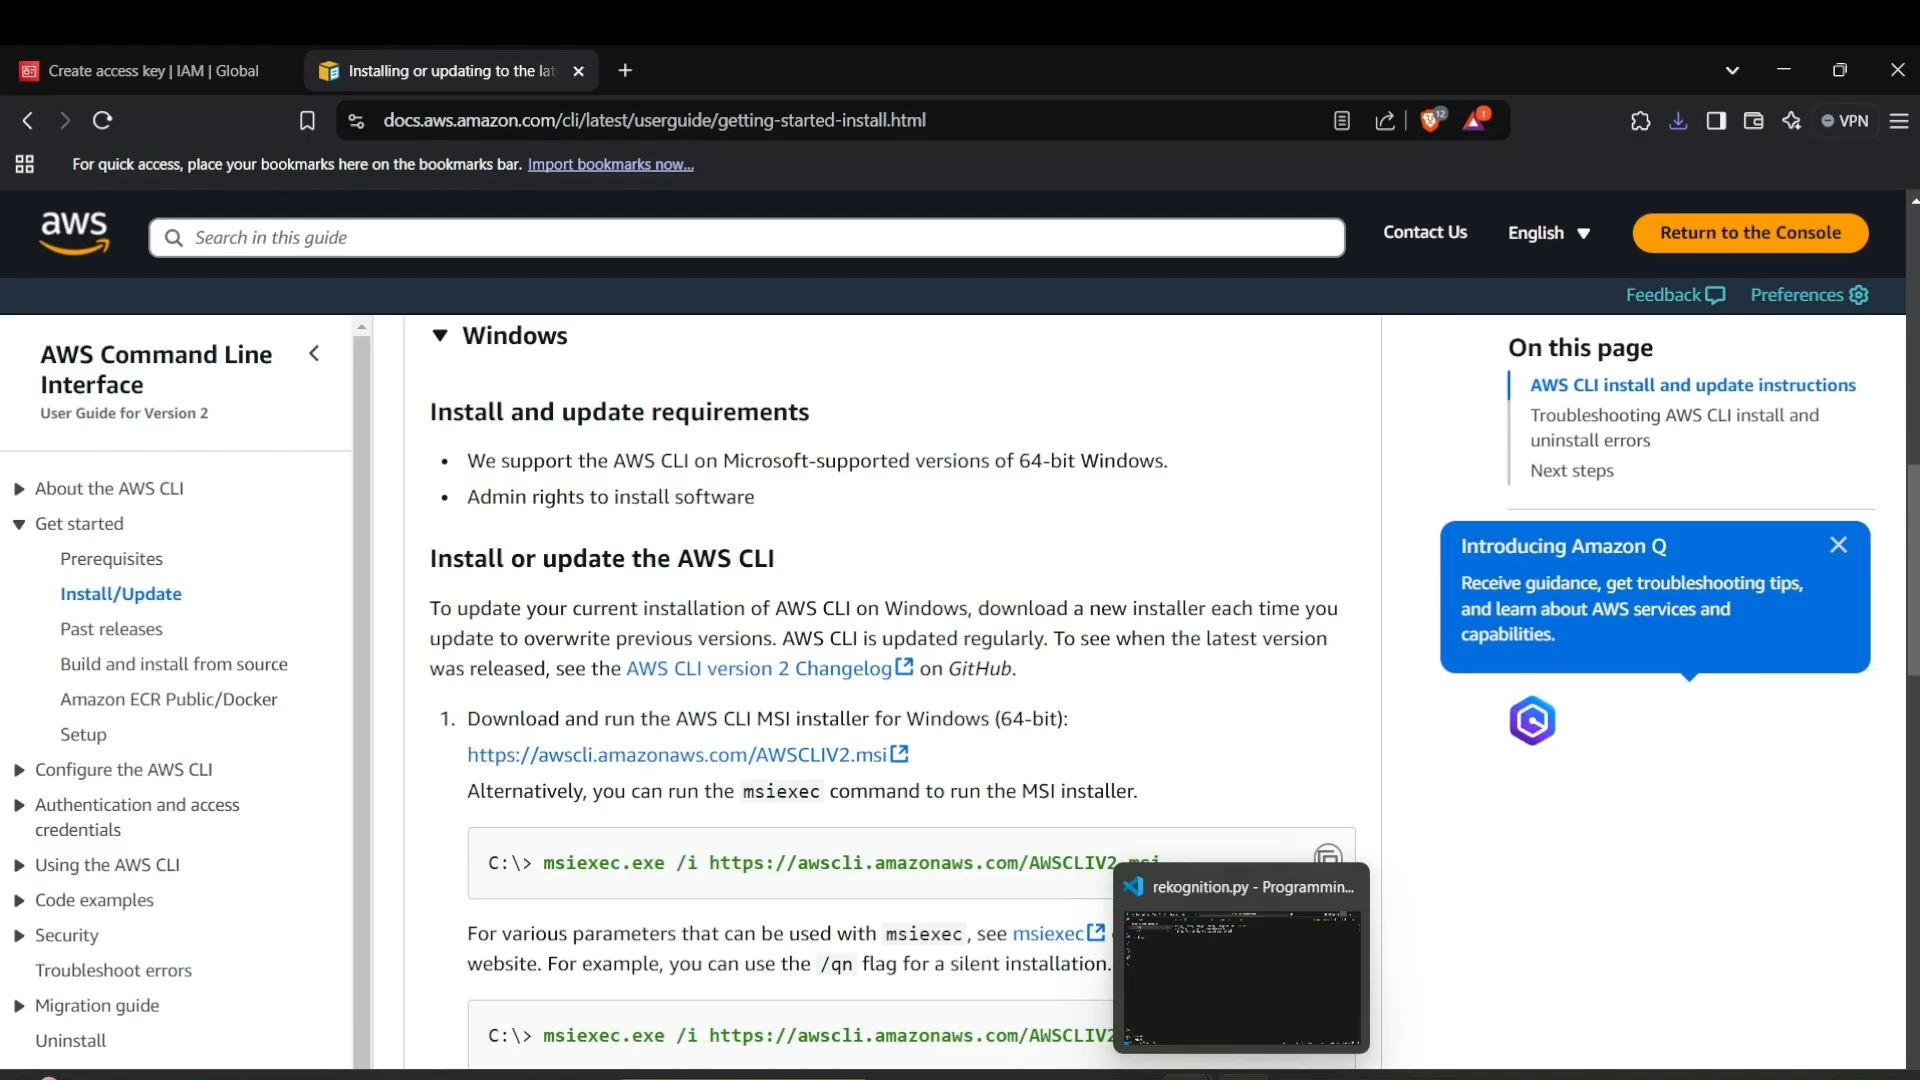 Create access key | IAM | Global
Installing or updating to the lat
docs.aws.amazon.com/cli/latest/userguide/getting-started-install.html
12
1
VPN
For quick access, place your bookmarks here on the bookmarks bar. Import bookmarks now...
aws
Search in this guide
Contact Us
English
Return to the Console
Feedback
Preferences
AWS Command Line
Interface
User Guide for Version 2
About the AWS CLI
Get started
Prerequisites
Install/Update
Past releases
Build and install from source
Amazon ECR Public/Docker
Setup
Configure the AWS CLI
Authentication and access
credentials
Using the AWS CLI
Code examples
Security
Troubleshoot errors
Migration guide
Uninstall
Windows
Install and update requirements
• We support the AWS CLI on Microsoft-supported versions of 64-bit Windows.
• Admin rights to install software
Install or update the AWS CLI
To update your current installation of AWS CLI on Windows, download a new installer each time you
update to overwrite previous versions. AWS CLI is updated regularly. To see when the latest version
was released, see the AWS CLI version 2 Changelog on GitHub.
1. Download and run the AWS CLI MSI installer for Windows (64-bit):
https://awscli.amazonaws.com/AWSCLIV2.msi
Alternatively, you can run the msiexec command to run the MSI installer.
C:\> msiexec.exe /i https://awscli.amazonaws.com/AWSCLIV2.msi
For various parameters that can be used with msiexec, see msiexec
website. For example, you can use the /qn flag for a silent installation.
C:\> msiexec.exe /i https://awscli.amazonaws.com/AWSCLIV2
rekognition.py - Programmin...
On this page
AWS CLI install and update instructions
Troubleshooting AWS CLI install and
uninstall errors
Next steps
Introducing Amazon Q
Receive guidance, get troubleshooting tips,
and learn about AWS services and
capabilities.